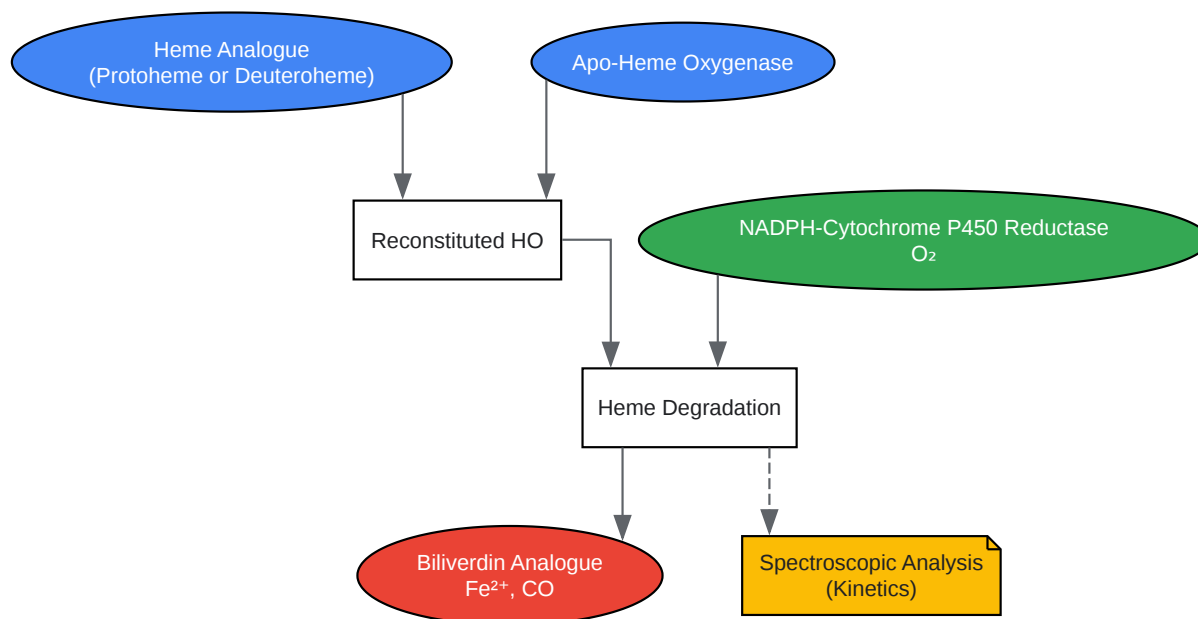 Heme Analogue
(Protoheme or Deuteroheme)
Apo-Heme Oxygenase
Reconstituted HO
NADPH-Cytochrome P450 Reductase
O₂
Heme Degradation
Biliverdin Analogue
Fe²⁺, CO
Spectroscopic Analysis
(Kinetics)